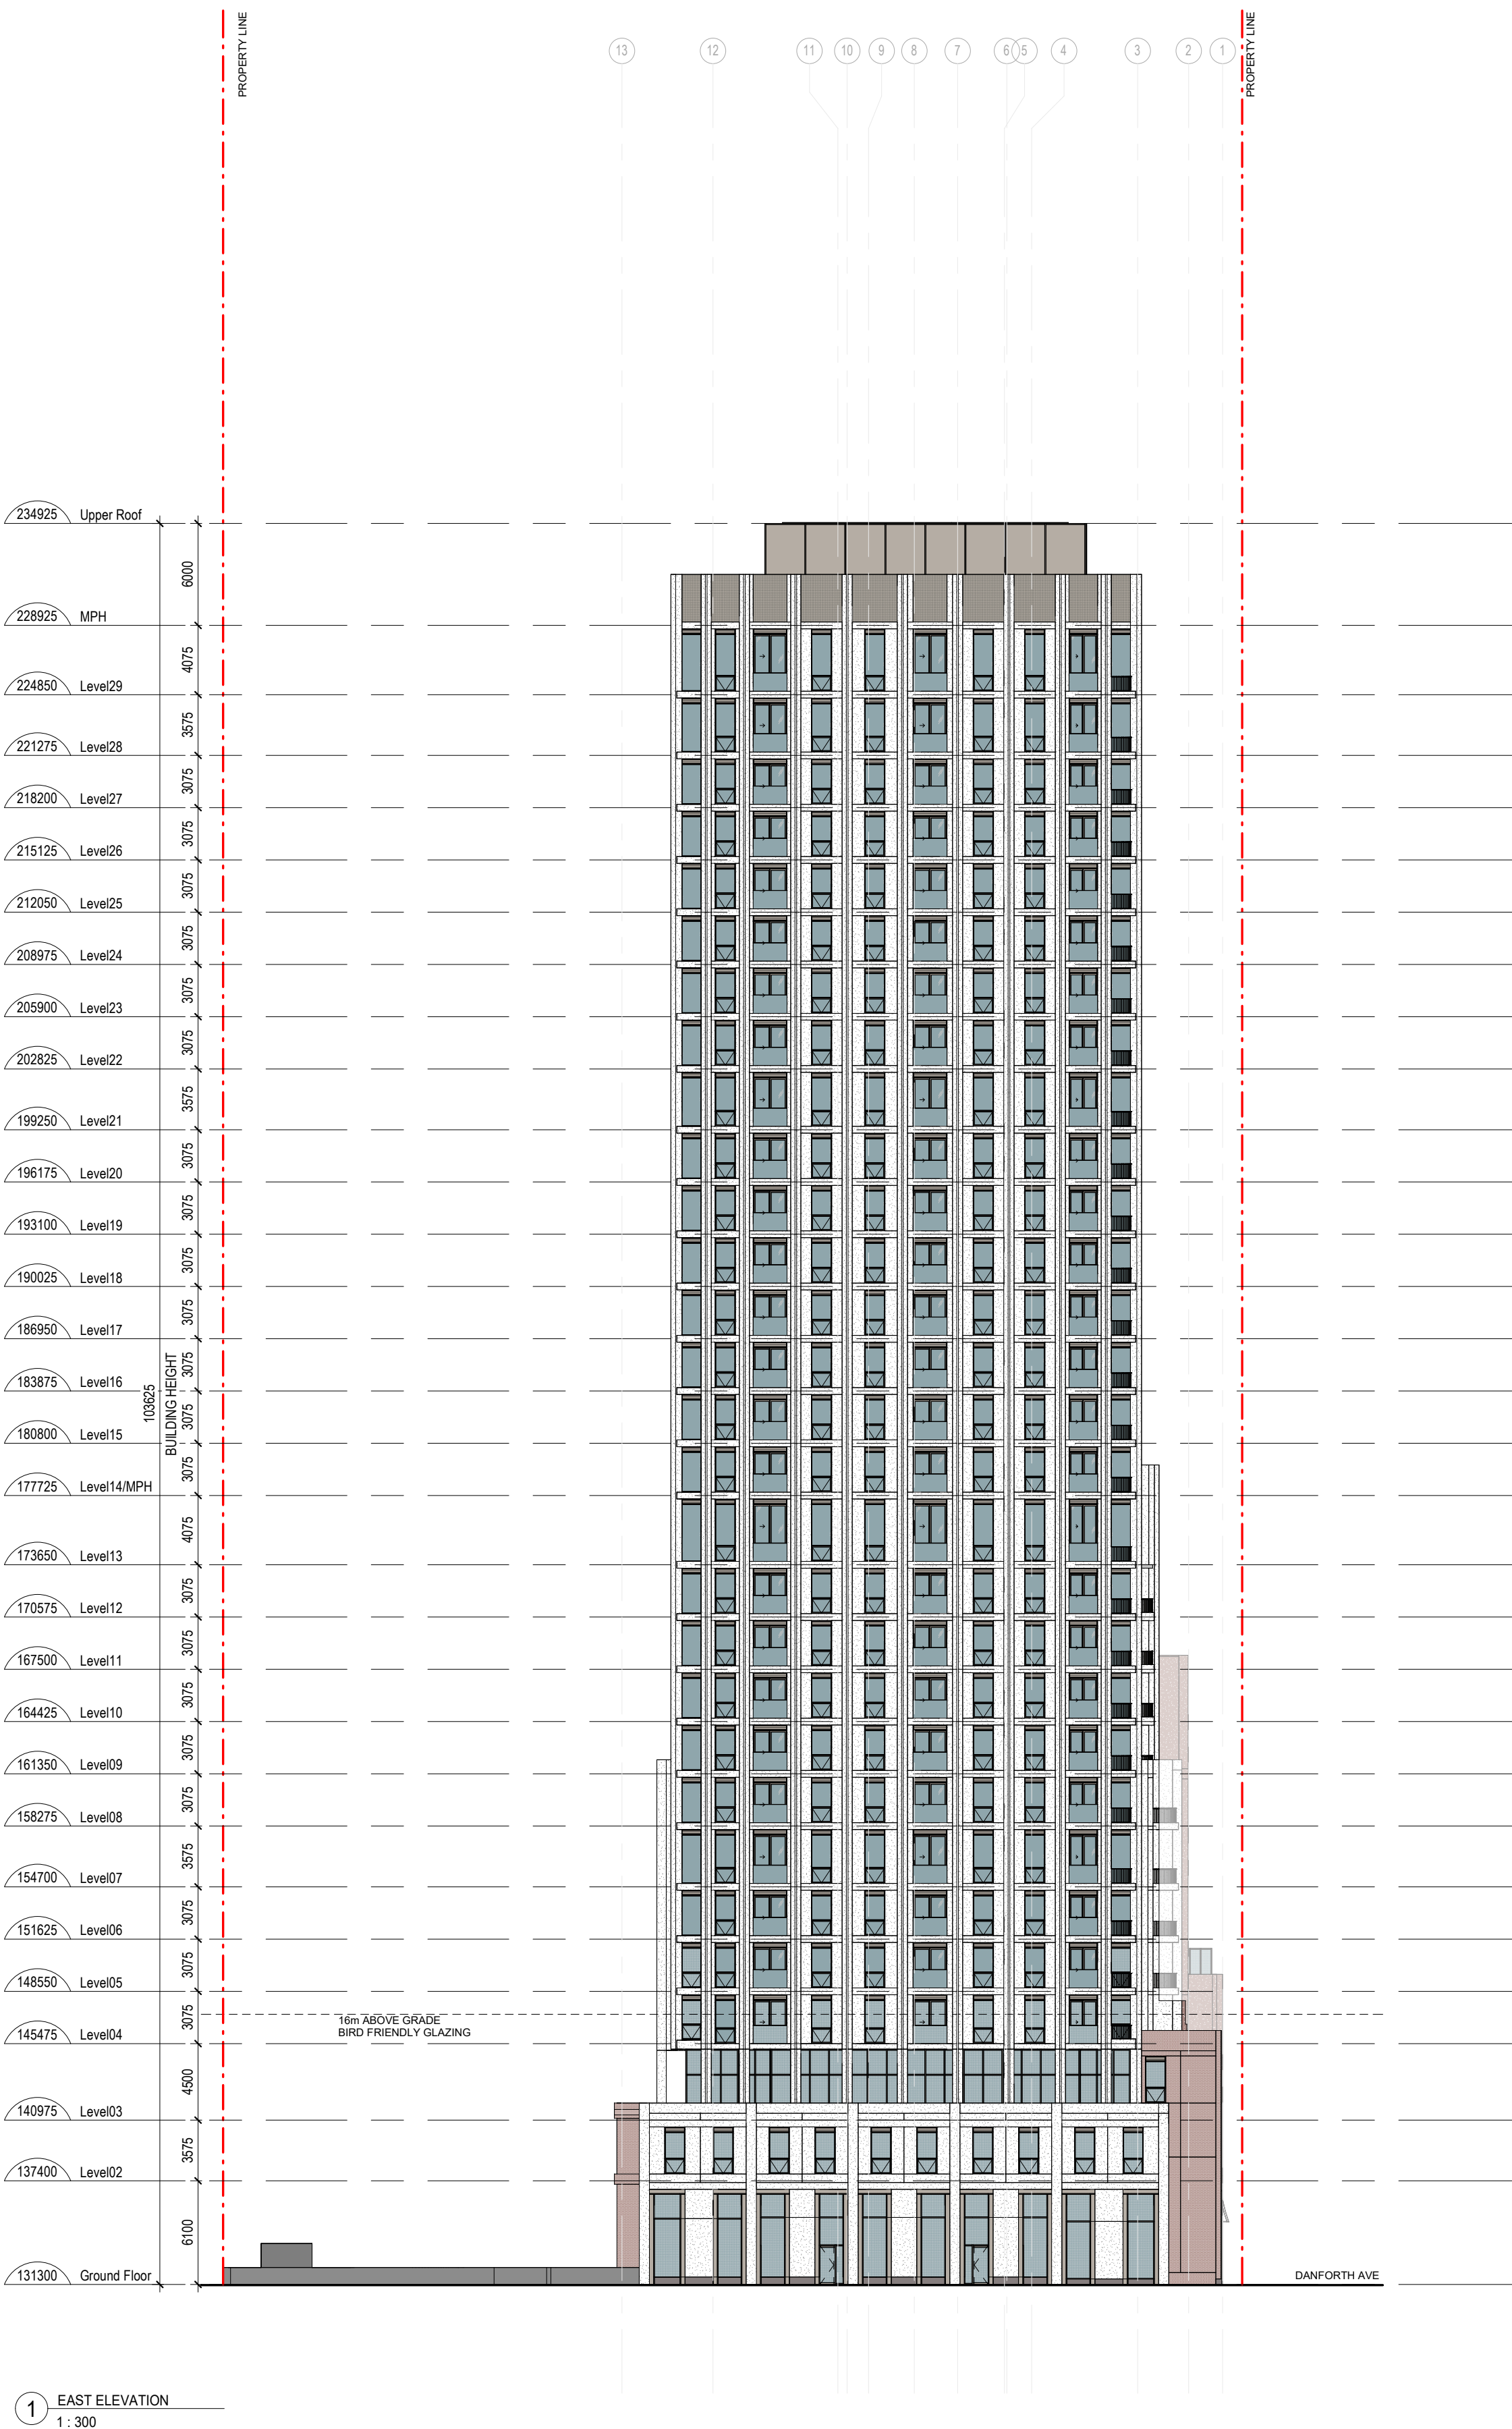 PROPERTY LINE
PROPERTY LINE
13
12
11
10
9
8
7
6
5
4
3
2
1
234925 Upper Roof
6000
228925 MPH
4075
224850 Level29
3575
221275 Level28
3075
218200 Level27
3075
215125 Level26
3075
212050 Level25
3075
208975 Level24
3075
205900 Level23
3075
202825 Level22
3575
199250 Level21
3075
196175 Level20
3075
193100 Level19
3075
190025 Level18
3075
186950 Level17
3075
183875 Level16
103625
BUILDING HEIGHT
3075
180800 Level15
3075
177725 Level14/MPH
4075
173650 Level13
3075
170575 Level12
3075
167500 Level11
3075
164425 Level10
3075
161350 Level09
3075
158275 Level08
3575
154700 Level07
3075
151625 Level06
3075
148550 Level05
3075
16m ABOVE GRADE
BIRD FRIENDLY GLAZING
145475 Level04
4500
140975 Level03
3575
137400 Level02
6100
131300 Ground Floor
DANFORTH AVE
1 EAST ELEVATION
1 : 300